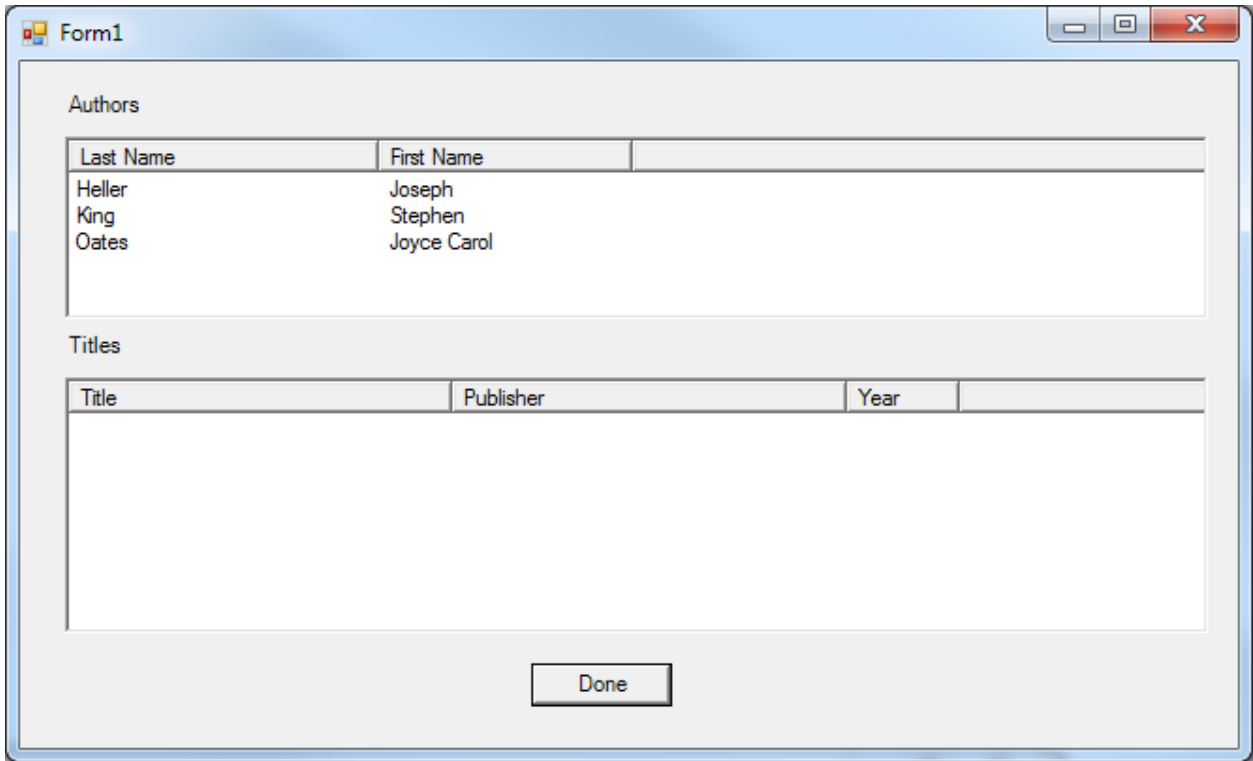 Form1
Authors
Last Name First Name
Heller Joseph
King Stephen
Oates Joyce Carol
Titles
Title Publisher Year
Done